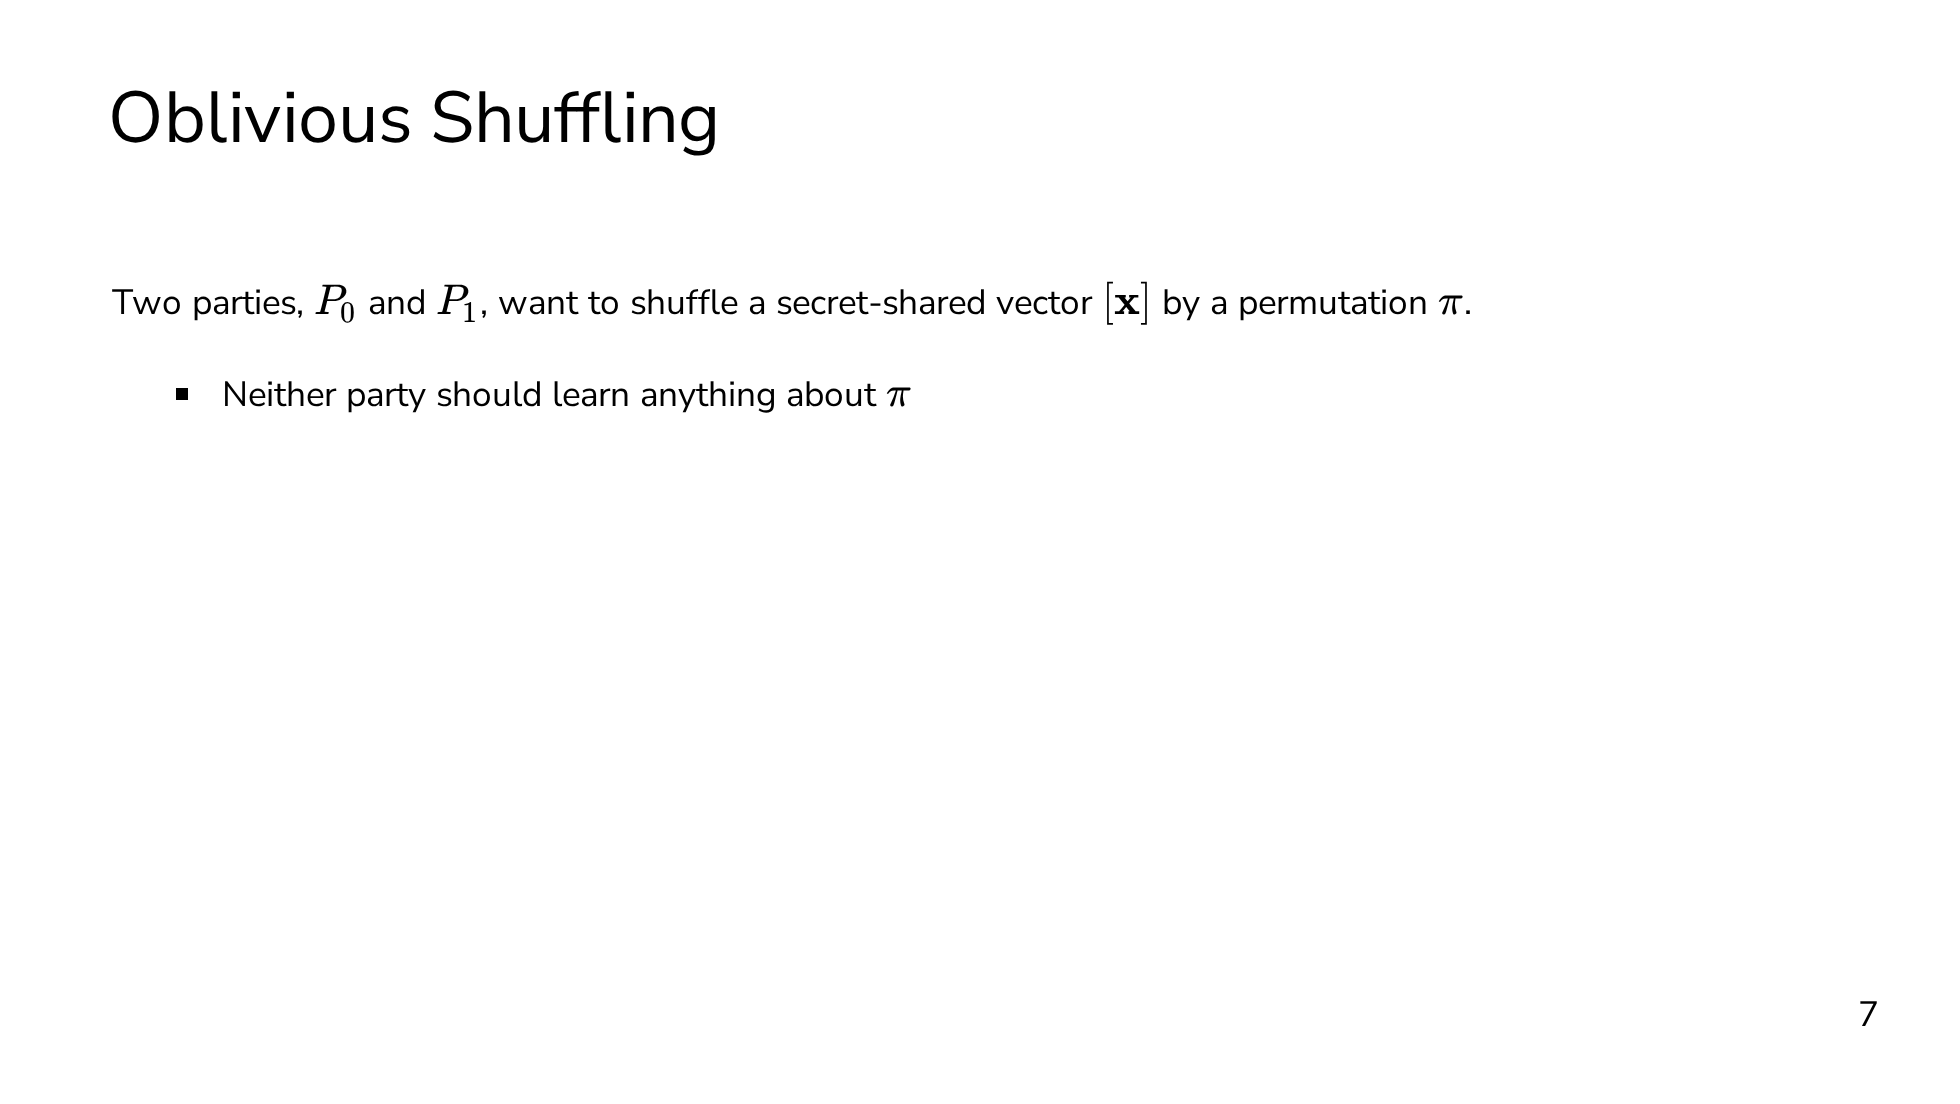 Oblivious Shuffling
Two parties, P₀ and P₁, want to shuffle a secret-shared vector [𝐱] by a permutation π.
▪ Neither party should learn anything about π
7